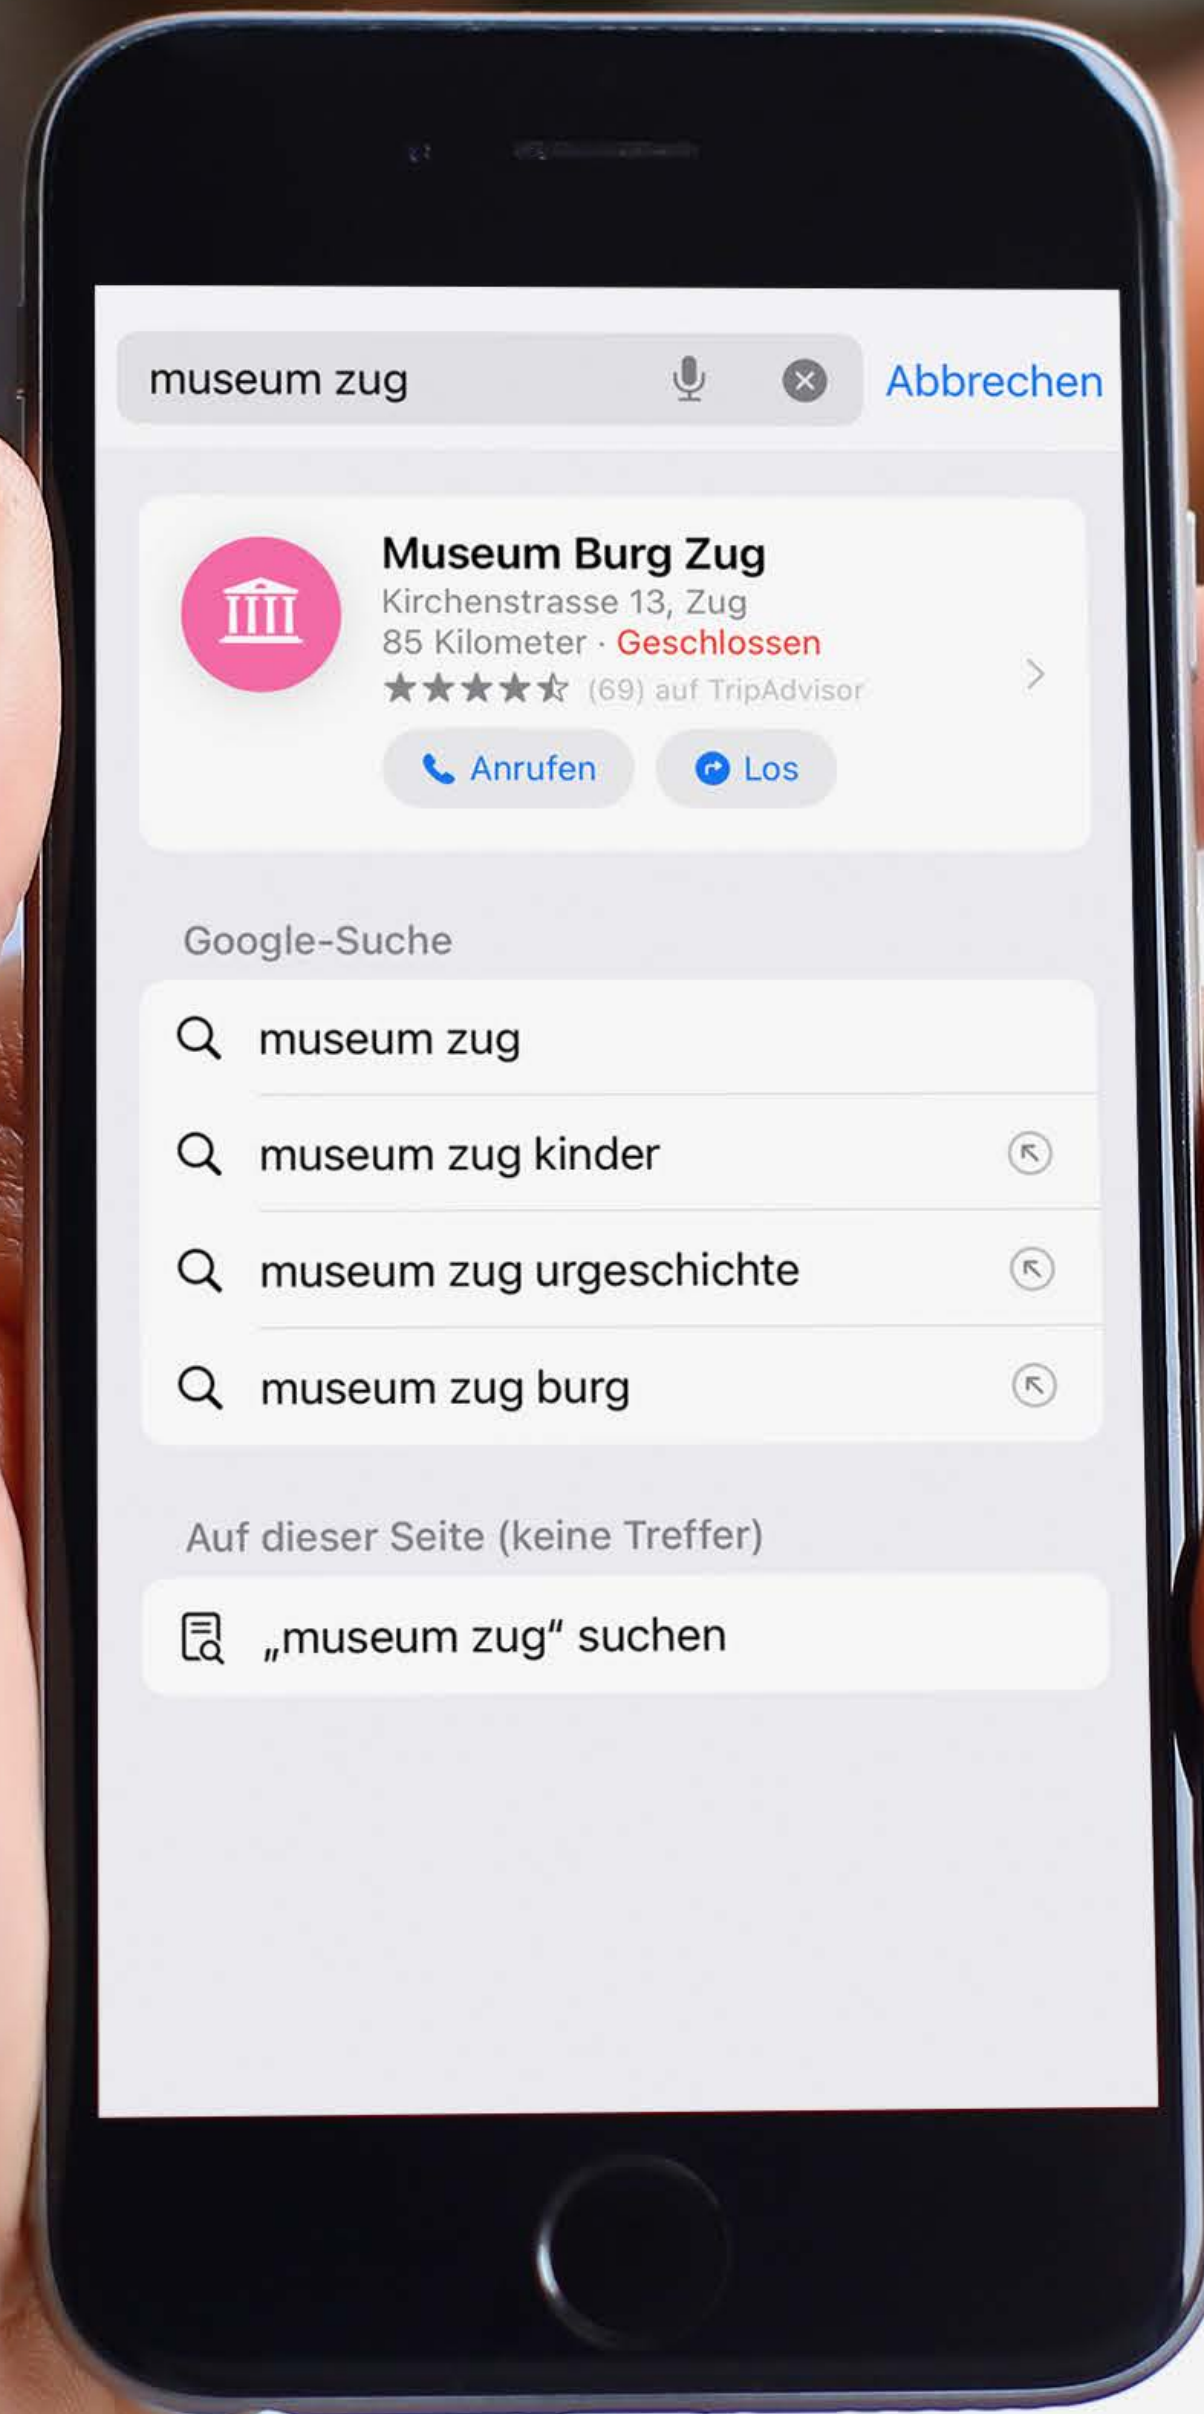 museum zug
Abbrechen
Museum Burg Zug
Kirchenstrasse 13, Zug
85 Kilometer · Geschlossen
(69) auf TripAdvisor
Anrufen
Los
Google-Suche
museum zug
museum zug kinder
museum zug urgeschichte
museum zug burg
Auf dieser Seite (keine Treffer)
„museum zug“ suchen